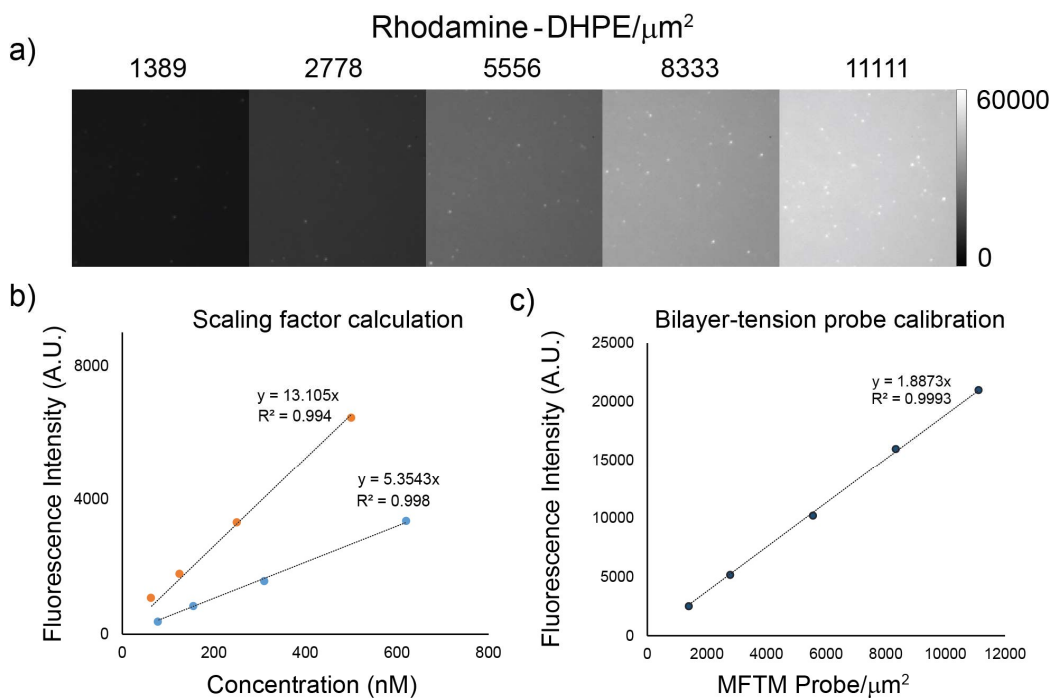 Rhodamine-DHPE/μm²
a)
1389 2778 5556 8333 11111
60000
0
b)
Scaling factor calculation
Fluorescence Intensity (A.U.)
8000
4000
0
y = 13.105x
R² = 0.994
y = 5.3543x
R² = 0.998
0 200 400 600 800
Concentration (nM)
c)
Bilayer-tension probe calibration
Fluorescence Intensity (A.U.)
25000
20000
15000
10000
5000
0
y = 1.8873x
R² = 0.9993
0 2000 4000 6000 8000 10000 12000
MFTM Probe/μm²